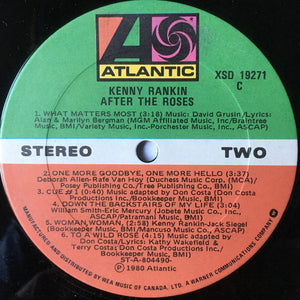 ATLANTIC
KENNY RANKIN
AFTER THE ROSES
XSD 19271
C
1. WHAT MATTERS MOST (3:18) Music: David Grusin/Lyrics:
Alan & Marilyn Bergman (MGM Affiliated Music, Inc/Braintree
Music, BMI/Variety Music, Inc.-Porchester Music, Inc., ASCAP)
STEREO
TWO
2. ONE MORE GOODBYE, ONE MORE HELLO (3:37)
Deborah Allen-Rafe Van Hoy (Duchess Music Corp. (MCA)/
Posey Publishing Co./Tree Publishing Co., BMI)
3. CUE #1 (1:40) Music adapted by Don Costa (Don Costa
Productions Inc./Bookkeeper Music, BMI)
4. DOWN THE BACKSTAIRS OF MY LIFE (3:04)
William Smith-Eric Mercury (Jobete Music Co., Inc.,
ASCAP/Patramani Music, BMI)
5. WOMAN, WOMAN, (2:58) Kenny Rankin-Jack Siegel
(Bookkeeper Music/Mancuso Music Publishing Co., BMI)
6. TO A WILD ROSE (4:15) Music adapted by
Don Costa/Lyrics: Kathy Wakefield &
Terry Costa (Don Costa Productions Inc./
Bookkeeper Music, BMI)
ST-A-804490-
℗ 1980 Atlantic
MANUFACTURED AND DISTRIBUTED BY WEA MUSIC OF CANADA, LTD. A WARNER COMMUNICATIONS COMPANY